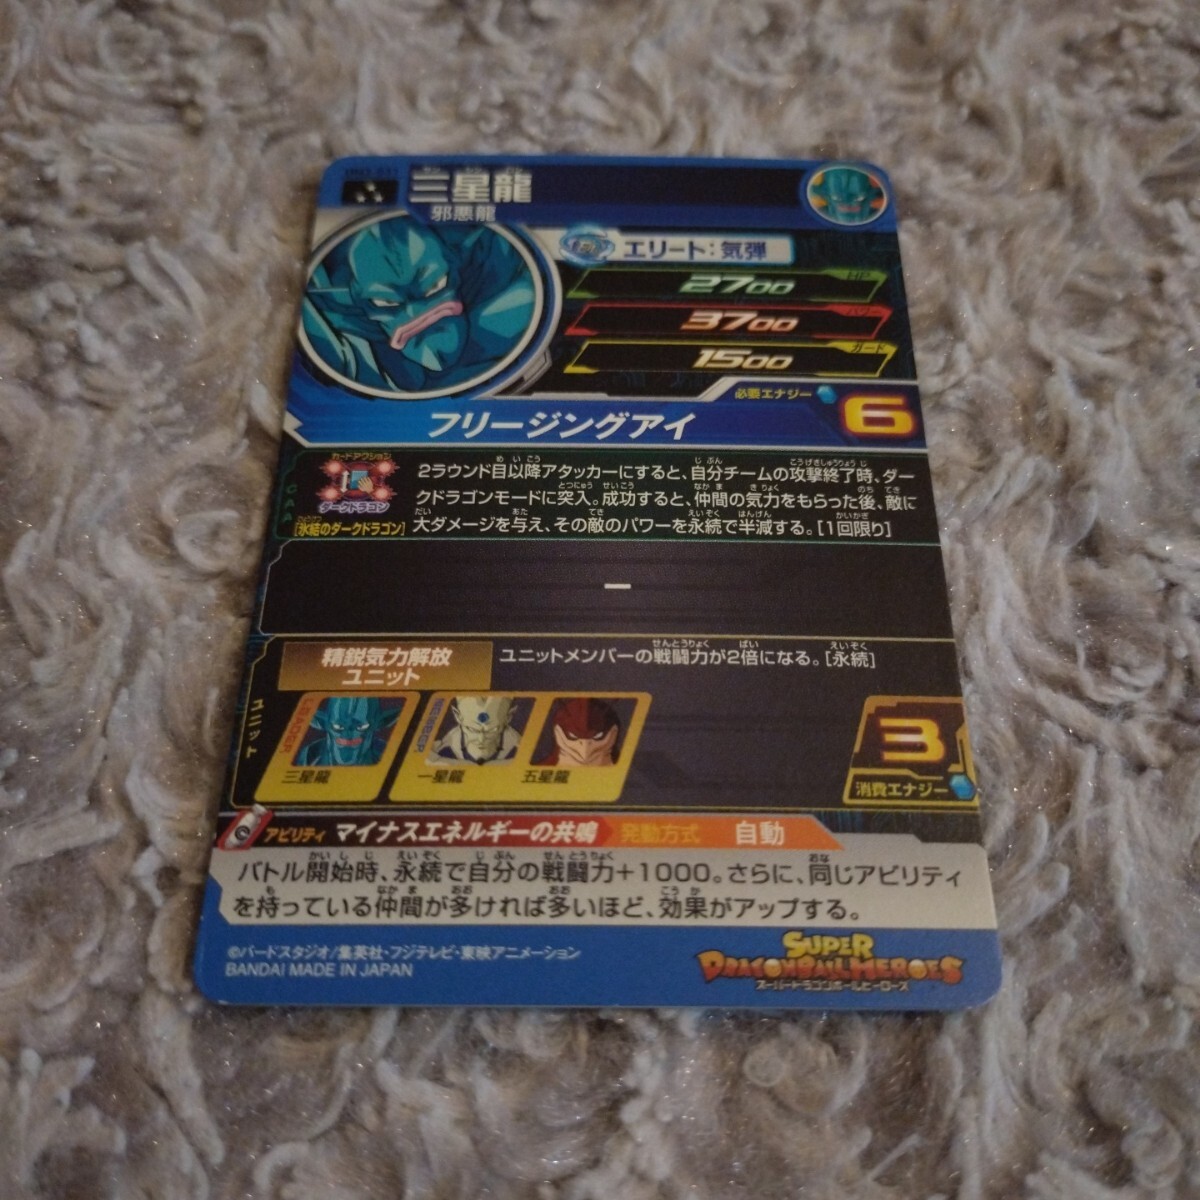 三星龍
邪悪龍
エリート：気弾
HP
2700
パワー
3700
ガード
1500
必要エナジー
6
フリージングアイ
カードアクション
ダークドラゴン
[氷結のダークドラゴン]
CAA
2ラウンド目以降アタッカーにすると、自分チームの攻撃終了時、ダー
クドラゴンモードに突入。成功すると、仲間の気力をもらった後、敵に
大ダメージを与え、その敵のパワーを永続で半減する。[1回限り]
ー
ユニット
精鋭気力解放
ユニット
ユニットメンバーの戦闘力が2倍になる。[永続]
LEADER
三星龍
MEMBER
一星龍
五星龍
3
消費エナジー
アビリティ マイナスエネルギーの共鳴 発動方式 自動
バトル開始時、永続で自分の戦闘力+1000。さらに、同じアビリティ
を持っている仲間が多ければ多いほど、効果がアップする。
©バードスタジオ/集英社・フジテレビ・東映アニメーション
BANDAI MADE IN JAPAN
SUPER
DRAGONBALL HEROES
スーパードラゴンボールヒーローズ